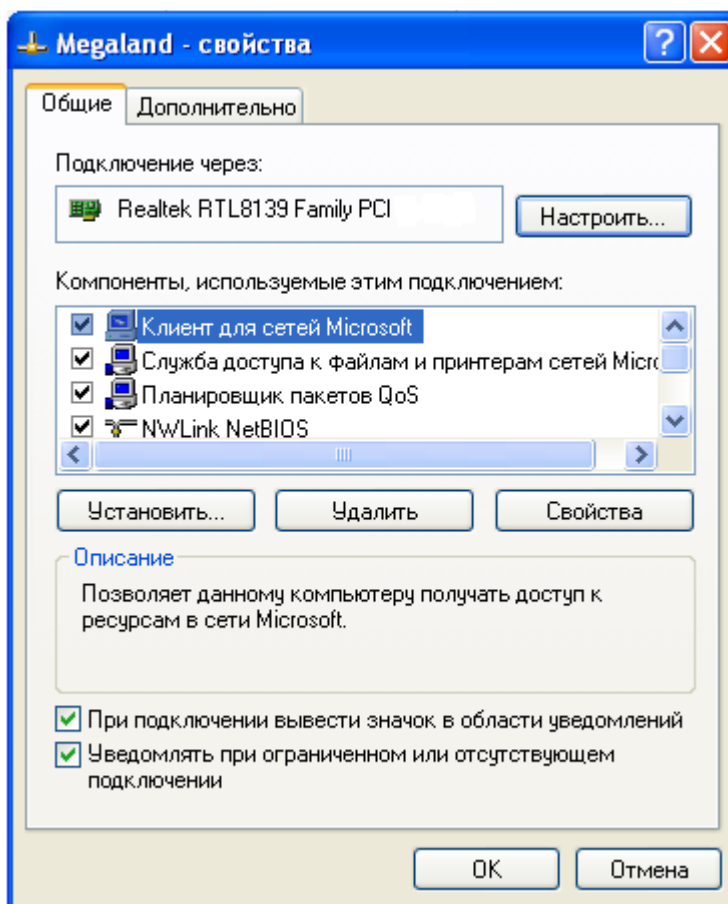 Megaland - свойства
Общие
Дополнительно
Подключение через:
Realtek RTL8139 Family PCI
Настроить...
Компоненты, используемые этим подключением:
Клиент для сетей Microsoft
Служба доступа к файлам и принтерам сетей Micro
Планировщик пакетов QoS
NWLink NetBIOS
Установить...
Удалить
Свойства
Описание
Позволяет данному компьютеру получать доступ к
ресурсам в сети Microsoft.
При подключении вывести значок в области уведомлений
Уведомлять при ограниченном или отсутствующем
подключении
OK
Отмена